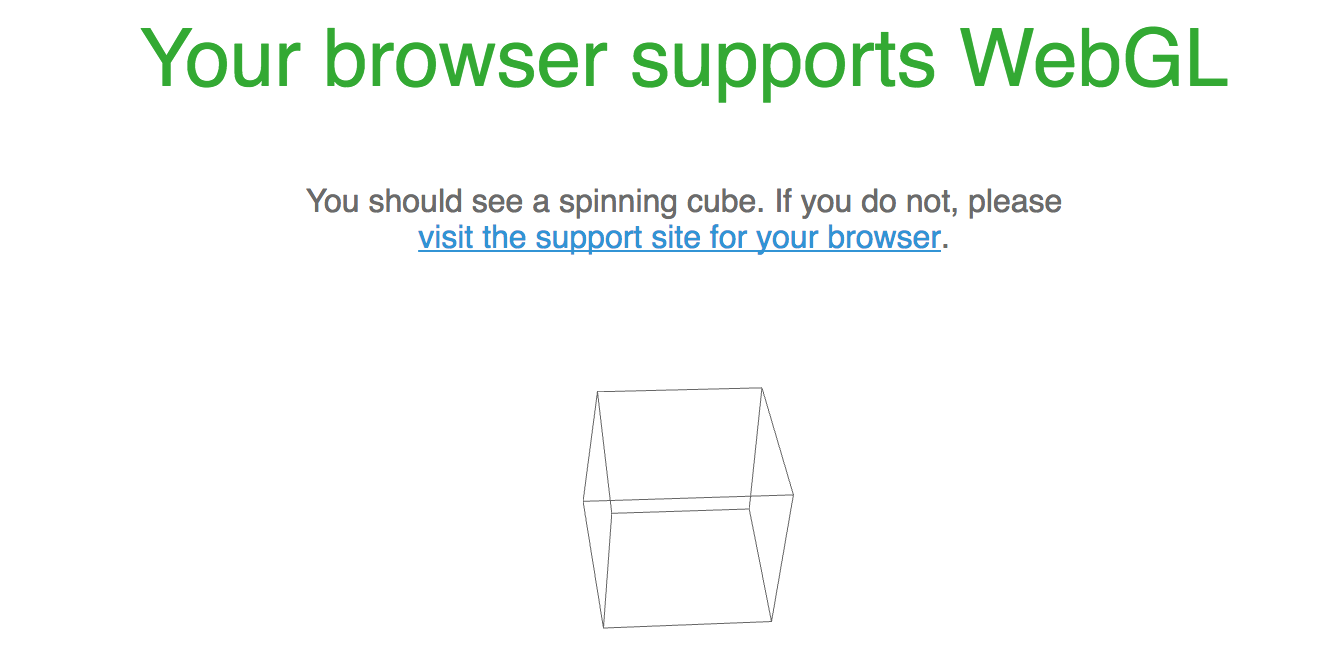 Your browser supports WebGL
You should see a spinning cube. If you do not, please
visit the support site for your browser.